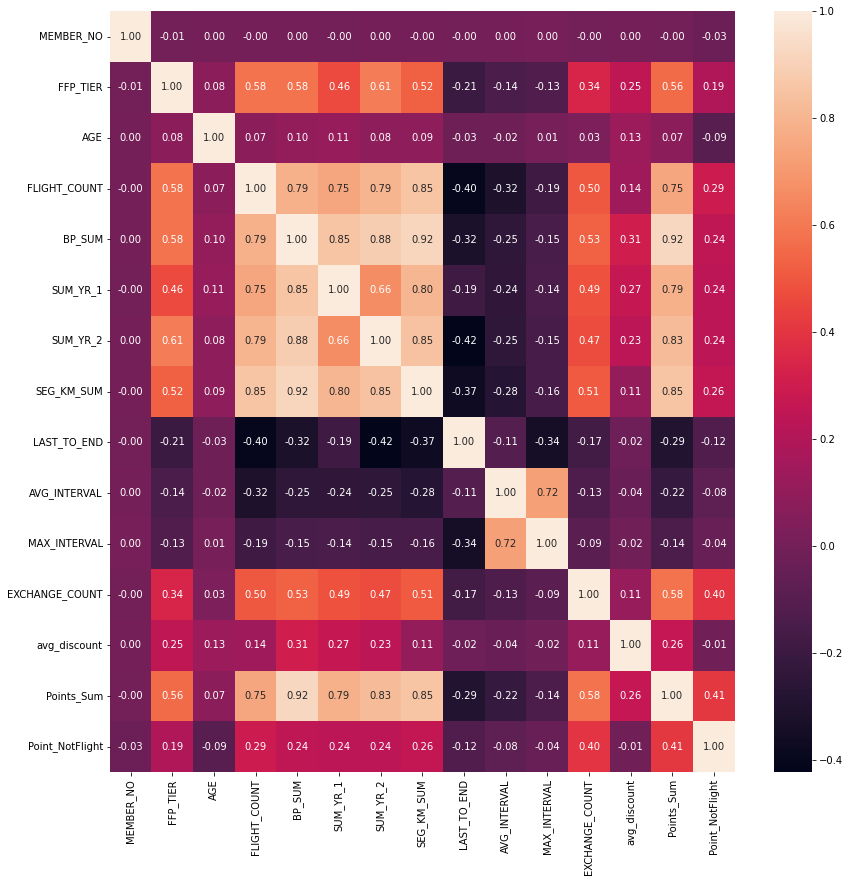 MEMBER_NO 1.00 -0.01 0.00 -0.00 0.00 -0.00 0.00 -0.00 -0.00 0.00 0.00 -0.00 0.00 -0.00 -0.03
FFP_TIER -0.01 1.00 0.08 0.58 0.58 0.46 0.61 0.52 -0.21 -0.14 -0.13 0.34 0.25 0.56 0.19
AGE 0.00 0.08 1.00 0.07 0.10 0.11 0.08 0.09 -0.03 -0.02 0.01 0.03 0.13 0.07 -0.09
FLIGHT_COUNT -0.00 0.58 0.07 1.00 0.79 0.75 0.79 0.85 -0.40 -0.32 -0.19 0.50 0.14 0.75 0.29
BP_SUM 0.00 0.58 0.10 0.79 1.00 0.85 0.88 0.92 -0.32 -0.25 -0.15 0.53 0.31 0.92 0.24
SUM_YR_1 -0.00 0.46 0.11 0.75 0.85 1.00 0.66 0.80 -0.19 -0.24 -0.14 0.49 0.27 0.79 0.24
SUM_YR_2 0.00 0.61 0.08 0.79 0.88 0.66 1.00 0.85 -0.42 -0.25 -0.15 0.47 0.23 0.83 0.24
SEG_KM_SUM -0.00 0.52 0.09 0.85 0.92 0.80 0.85 1.00 -0.37 -0.28 -0.16 0.51 0.11 0.85 0.26
LAST_TO_END -0.00 -0.21 -0.03 -0.40 -0.32 -0.19 -0.42 -0.37 1.00 -0.11 -0.34 -0.17 -0.02 -0.29 -0.12
AVG_INTERVAL 0.00 -0.14 -0.02 -0.32 -0.25 -0.24 -0.25 -0.28 -0.11 1.00 0.72 -0.13 -0.04 -0.22 -0.08
MAX_INTERVAL 0.00 -0.13 0.01 -0.19 -0.15 -0.14 -0.15 -0.16 -0.34 0.72 1.00 -0.09 -0.02 -0.14 -0.04
EXCHANGE_COUNT -0.00 0.34 0.03 0.50 0.53 0.49 0.47 0.51 -0.17 -0.13 -0.09 1.00 0.11 0.58 0.40
avg_discount 0.00 0.25 0.13 0.14 0.31 0.27 0.23 0.11 -0.02 -0.04 -0.02 0.11 1.00 0.26 -0.01
Points_Sum -0.00 0.56 0.07 0.75 0.92 0.79 0.83 0.85 -0.29 -0.22 -0.14 0.58 0.26 1.00 0.41
Point_NotFlight -0.03 0.19 -0.09 0.29 0.24 0.24 0.24 0.26 -0.12 -0.08 -0.04 0.40 -0.01 0.41 1.00
MEMBER_NO
FFP_TIER
AGE
FLIGHT_COUNT
BP_SUM
SUM_YR_1
SUM_YR_2
SEG_KM_SUM
LAST_TO_END
AVG_INTERVAL
MAX_INTERVAL
EXCHANGE_COUNT
avg_discount
Points_Sum
Point_NotFlight
1.0
0.8
0.6
0.4
0.2
0.0
−0.2
−0.4